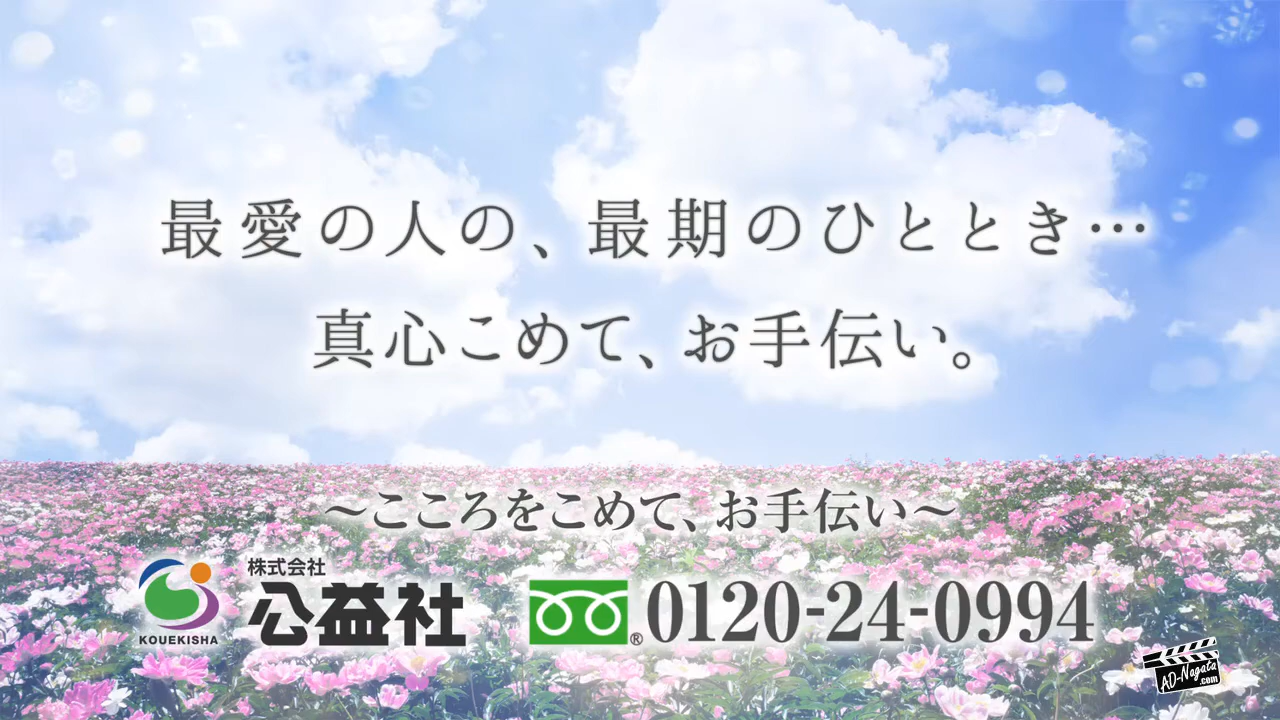 最愛の人の、最期のひととき…
真心こめて、お手伝い。
～こころをこめて、お手伝い～
株式会社
公益社
KOUEKISHA
® 0120-24-0994
AD-Nagata
.com